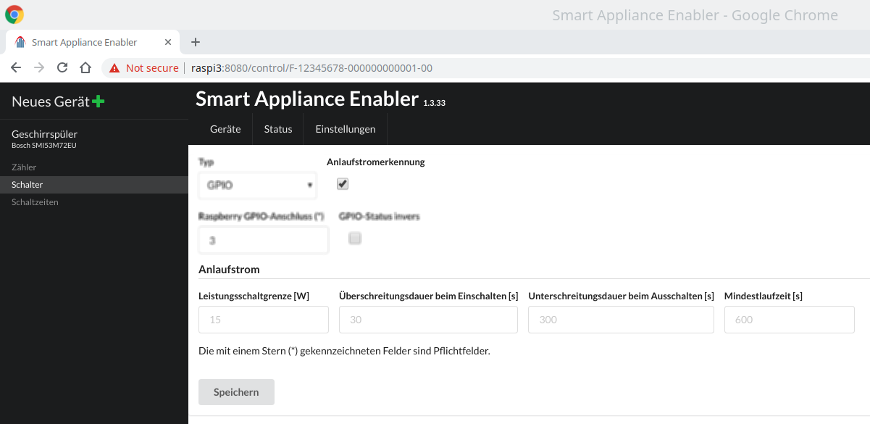 Smart Appliance Enabler - Google Chrome
Smart Appliance Enabler
Not secure | raspi3:8080/control/F-12345678-000000000001-00
Neues Gerät
Smart Appliance Enabler 1.3.33
Geräte Status Einstellungen
Geschirrspüler
Bosch SMI53M72EU
Zähler
Schalter
Schaltzeiten
Typ Anlaufstromerkennung
GPIO
Raspberry GPIO-Anschluss (*) GPIO-Status invers
3
Anlaufstrom
Leistungsschaltgrenze [W] Überschreitungsdauer beim Einschalten [s] Unterschreitungsdauer beim Ausschalten [s] Mindestlaufzeit [s]
15 30 300 600
Die mit einem Stern (*) gekennzeichneten Felder sind Pflichtfelder.
Speichern